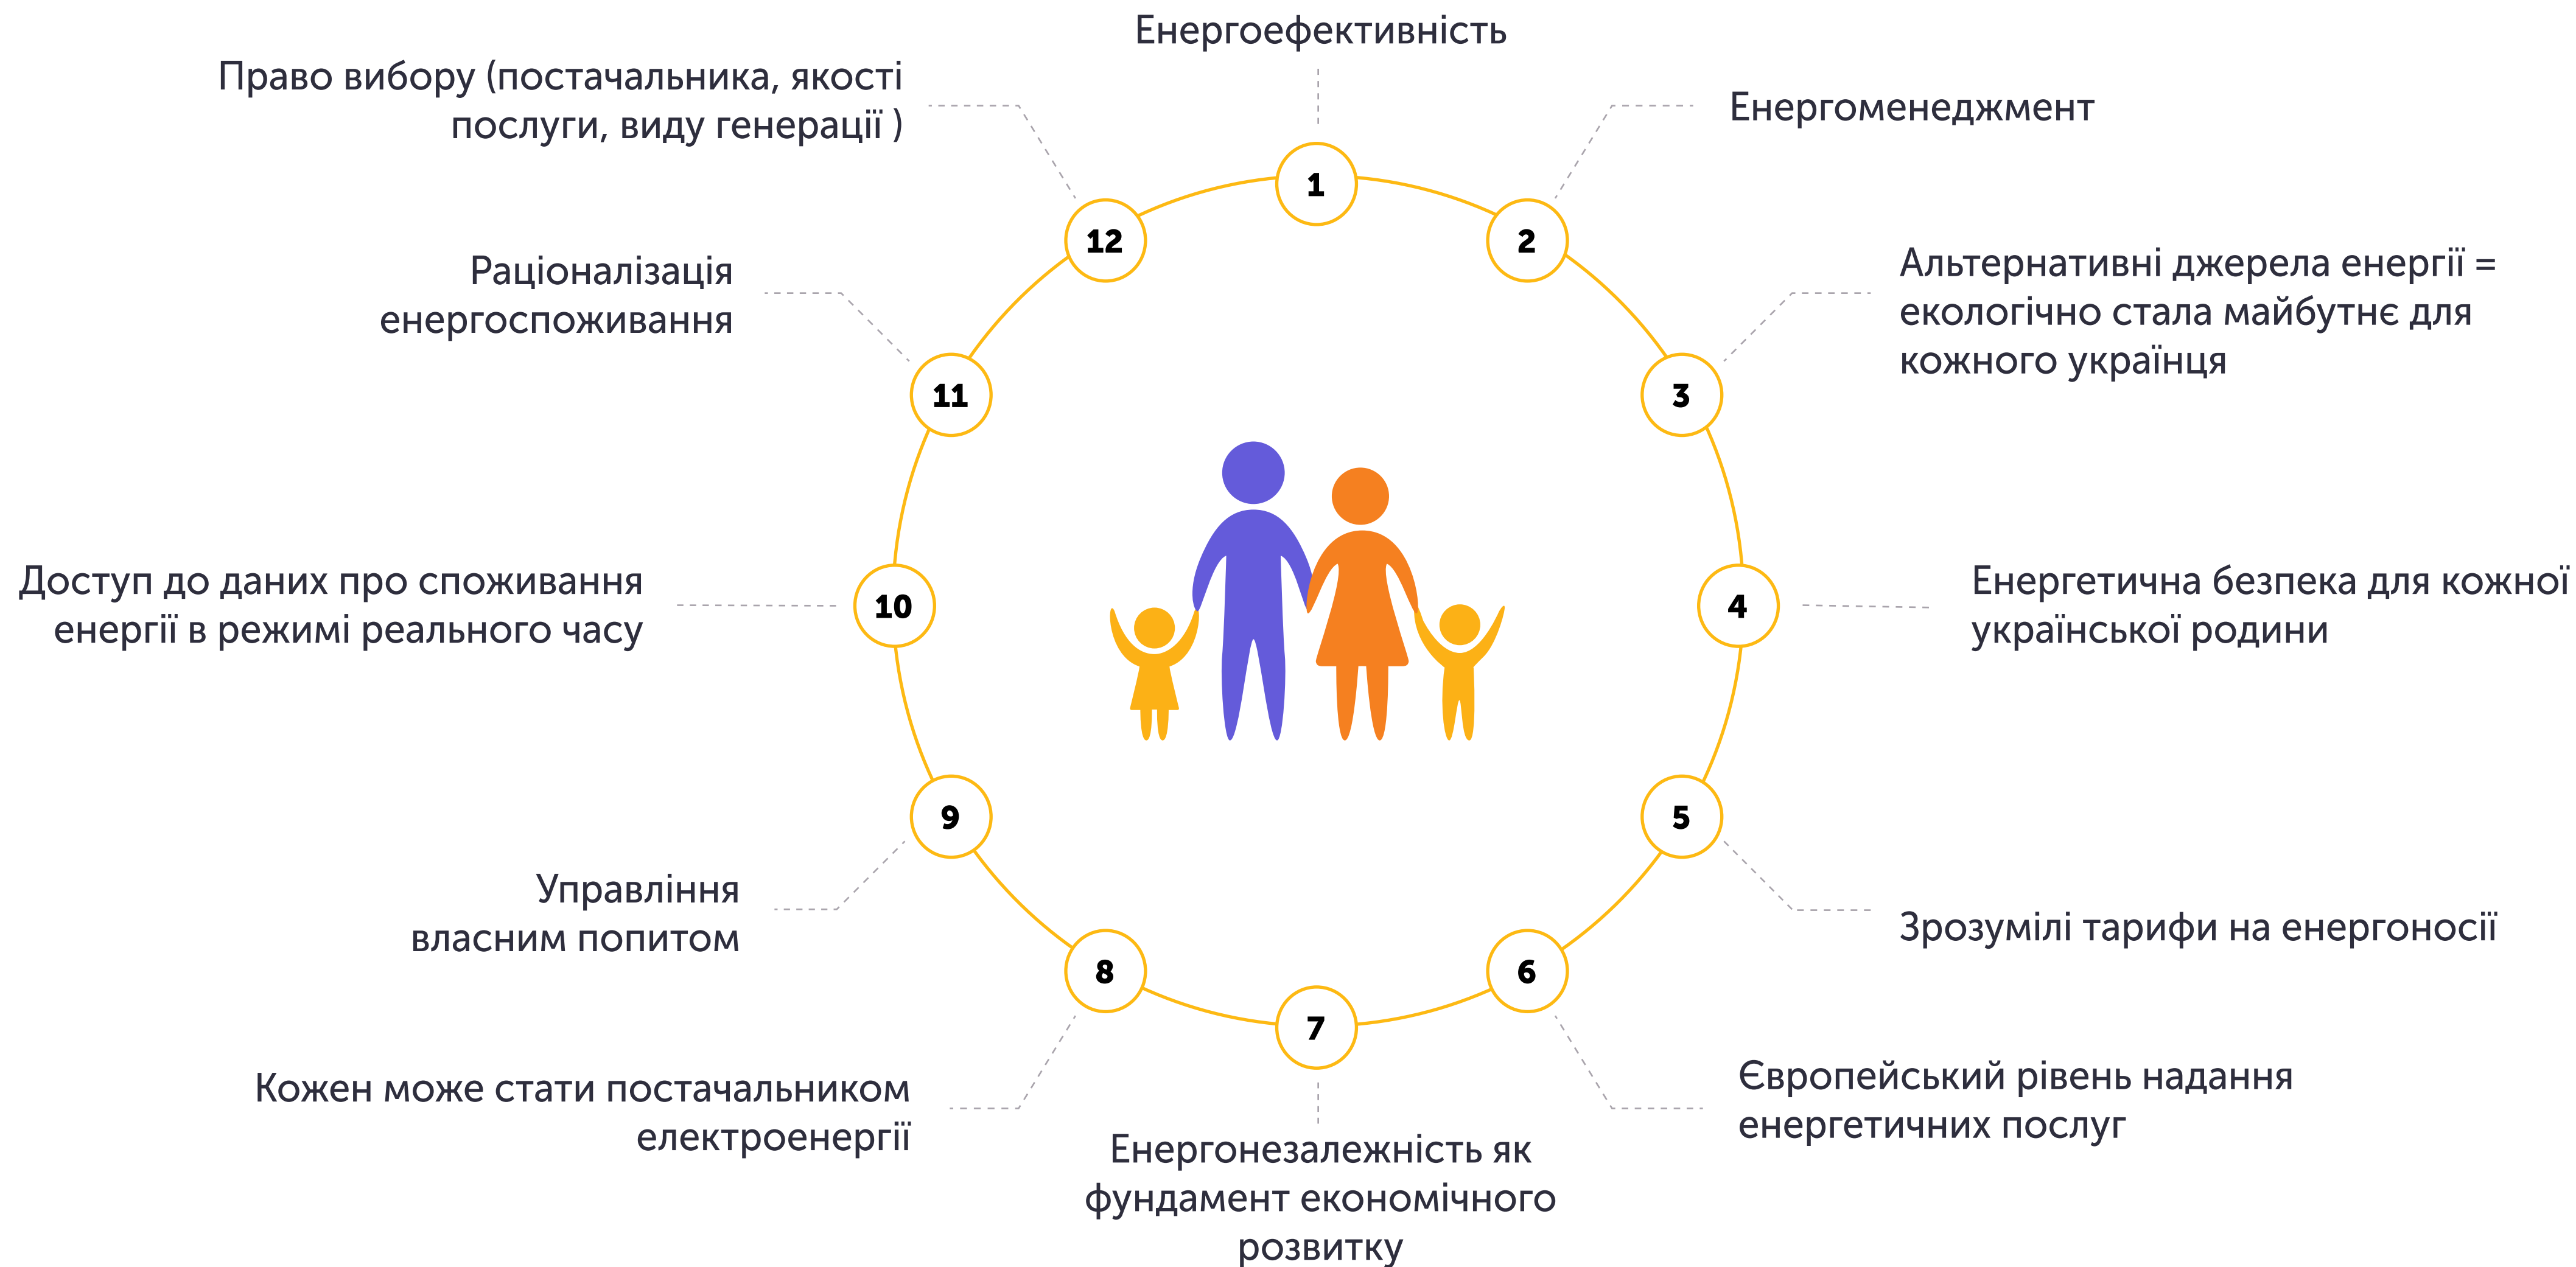 Енергоефективність
1
Енергоменеджмент
2
Альтернативні джерела енергії =
екологічно стала майбутнє для
кожного українця
3
Енергетична безпека для кожної
української родини
4
Зрозумілі тарифи на енергоносії
5
Європейський рівень надання
енергетичних послуг
6
Енергонезалежність як
фундамент економічного
розвитку
7
Кожен може стати постачальником
електроенергії
8
Управління
власним попитом
9
Доступ до даних про споживання
енергії в режимі реального часу
10
Раціоналізація
енергоспоживання
11
Право вибору (постачальника, якості
послуги, виду генерації )
12